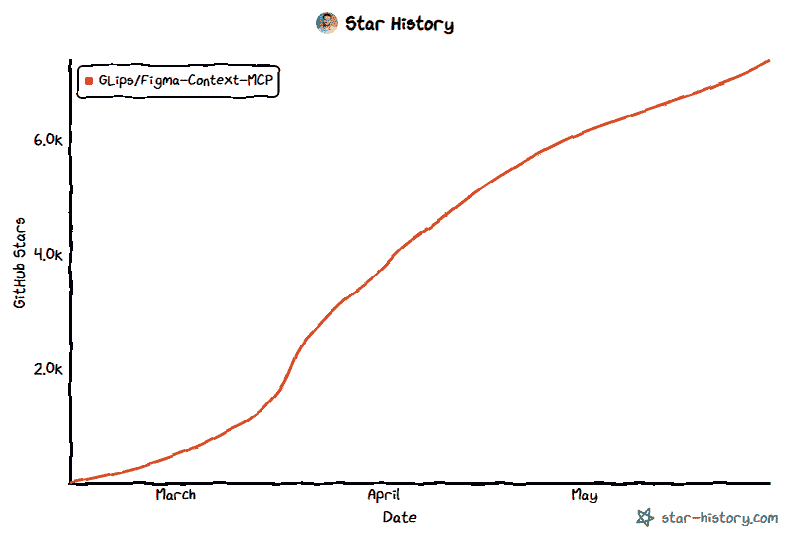 Star History
GLips/Figma-Context-MCP
6.0k
4.0k
2.0k
GitHub Stars
March
April
May
Date
star-history.com